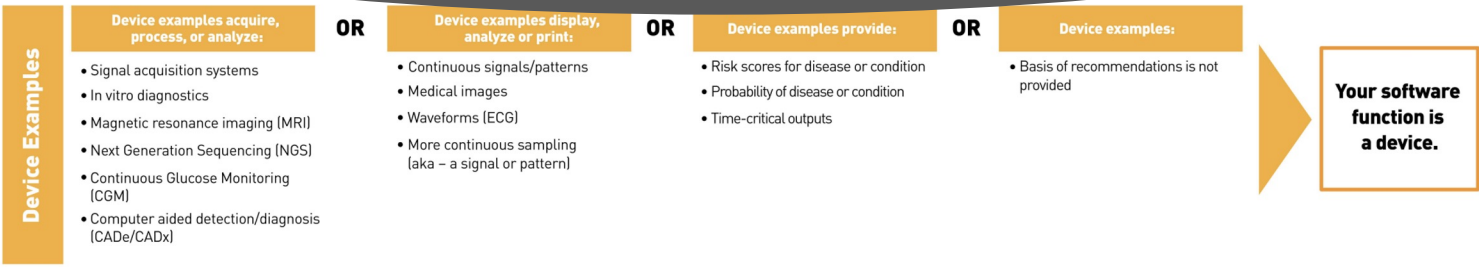 Device Examples
Device examples acquire,
process, or analyze:
• Signal acquisition systems
• In vitro diagnostics
• Magnetic resonance imaging (MRI)
• Next Generation Sequencing (NGS)
• Continuous Glucose Monitoring
(CGM)
• Computer aided detection/diagnosis
(CADe/CADx)
OR
Device examples display,
analyze or print:
• Continuous signals/patterns
• Medical images
• Waveforms (ECG)
• More continuous sampling
(aka – a signal or pattern)
OR
Device examples provide:
• Risk scores for disease or condition
• Probability of disease or condition
• Time-critical outputs
OR
Device examples:
• Basis of recommendations is not
provided
Your software
function is
a device.